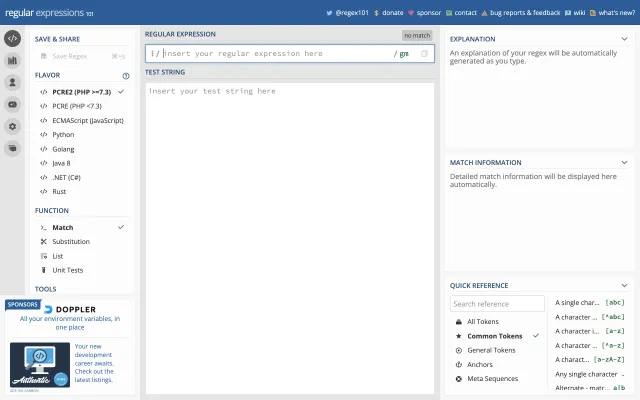 regular expressions 101
@regex101
donate
sponsor
contact
bug reports & feedback
wiki
what's new?
SAVE & SHARE
Save Regex
⌘+s
FLAVOR
PCRE2 (PHP >=7.3)
PCRE (PHP <7.3)
ECMAScript (JavaScript)
Python
Golang
Java 8
.NET (C#)
Rust
FUNCTION
Match
Substitution
List
Unit Tests
TOOLS
SPONSORS
DOPPLER
All your environment variables, in
one place
Authentic
Your new
development
career awaits.
Check out the
latest listings.
ADS VIA CARBON
REGULAR EXPRESSION
no match
/ insert your regular expression here
/ gm
TEST STRING
insert your test string here
EXPLANATION
An explanation of your regex will be automatically
generated as you type.
MATCH INFORMATION
Detailed match information will be displayed here
automatically.
QUICK REFERENCE
Search reference
All Tokens
Common Tokens
General Tokens
Anchors
Meta Sequences
A single char... [abc]
A character ... [^abc]
A character i... [a-z]
A character ... [^a-z]
A charact... [a-zA-Z]
Any single character .
Alternate - matc... a|b